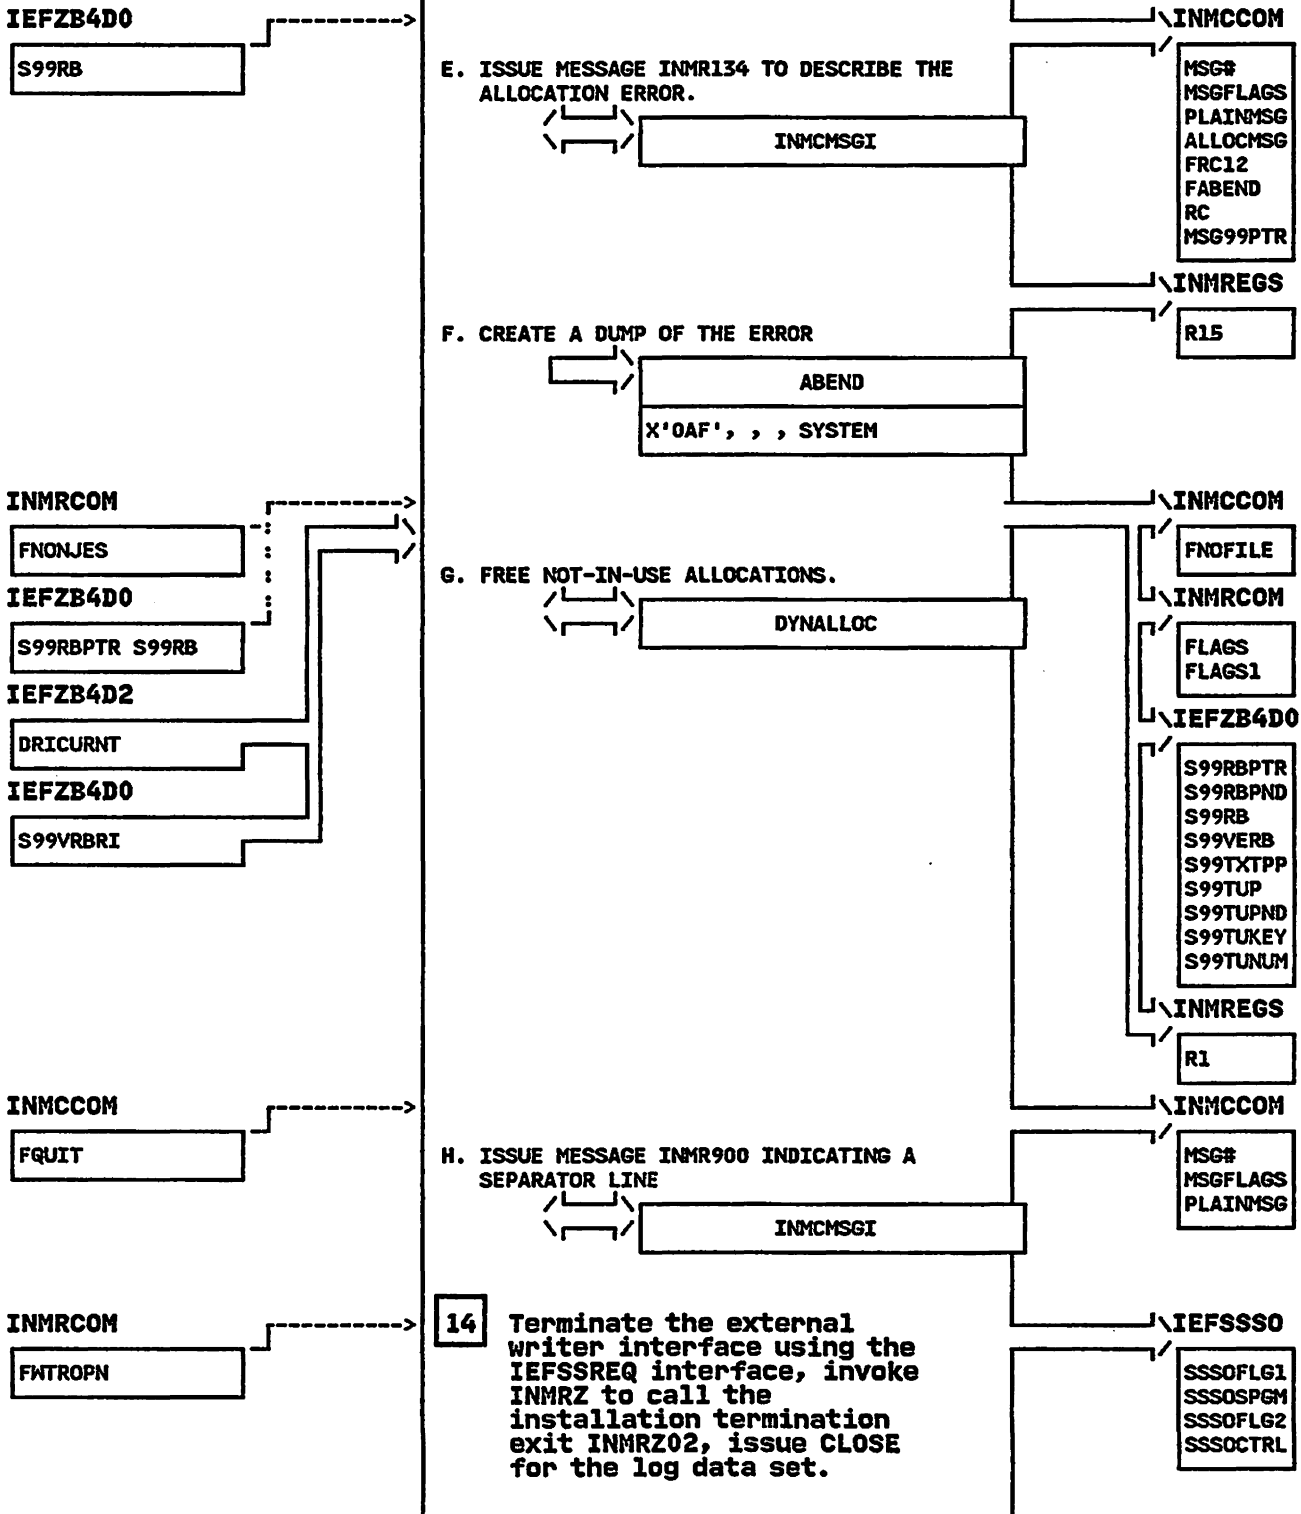 IEFZB4D0
S99RB
E. ISSUE MESSAGE INMR134 TO DESCRIBE THE
ALLOCATION ERROR.
INMCMSGI
INMCCOM
MSG#
MSGFLAGS
PLAINMSG
ALLOCMSG
FRC12
FABEND
RC
MSG99PTR
INMREGS
R15
F. CREATE A DUMP OF THE ERROR
ABEND
X'0AF', , , SYSTEM
INMRCOM
FNONJES
IEFZB4D0
S99RBPTR S99RB
IEFZB4D2
DRICURNT
IEFZB4D0
S99VRBRI
G. FREE NOT-IN-USE ALLOCATIONS.
DYNALLOC
INMCCOM
FNOFILE
INMRCOM
FLAGS
FLAGS1
IEFZB4D0
S99RBPTR
S99RBPND
S99RB
S99VERB
S99TXTPP
S99TUP
S99TUPND
S99TUKEY
S99TUNUM
INMREGS
R1
INMCCOM
FQUIT
H. ISSUE MESSAGE INMR900 INDICATING A
SEPARATOR LINE
INMCMSGI
INMCCOM
MSG#
MSGFLAGS
PLAINMSG
INMRCOM
FWTROPN
14 Terminate the external
writer interface using the
IEFSSREQ interface, invoke
INMRZ to call the
installation termination
exit INMRZ02, issue CLOSE
for the log data set.
IEFSSSO
SSSOFLG1
SSSOSPGM
SSSOFLG2
SSSOCTRL